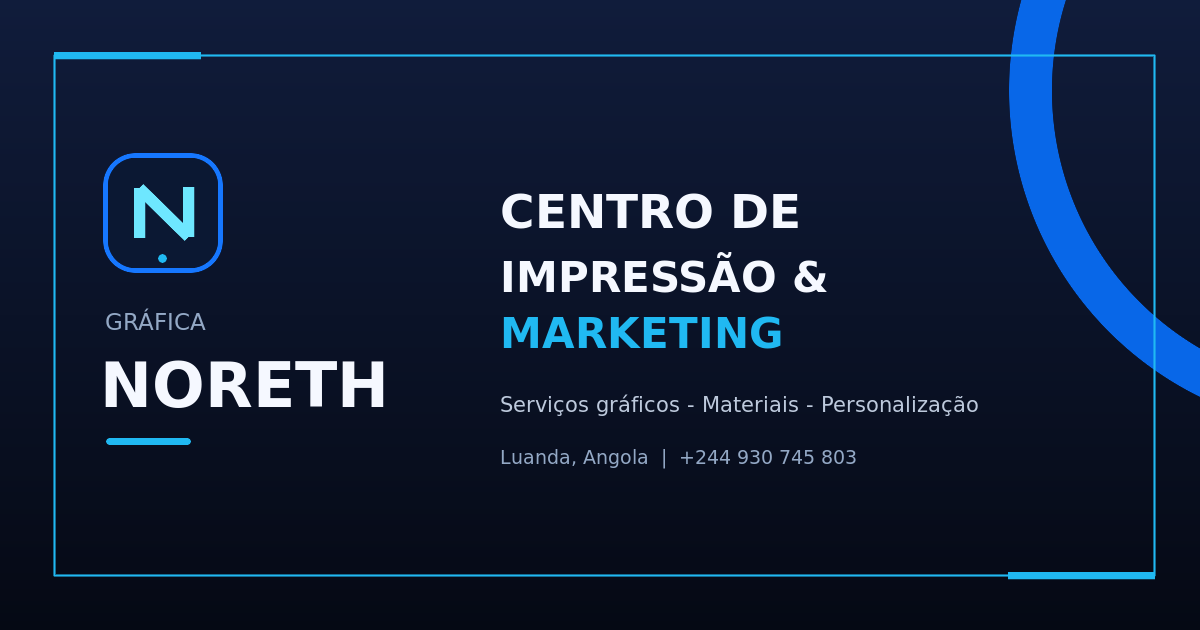 N
GRÁFICA
NORETH
CENTRO DE
IMPRESSÃO &
MARKETING
Serviços gráficos - Materiais - Personalização
Luanda, Angola | +244 930 745 803